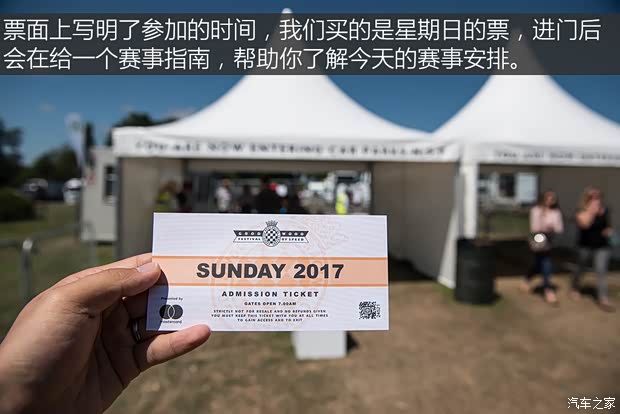 票面上写明了参加的时间，我们买的是星期日的票，进门后
会在给一个赛事指南，帮助你了解今天的赛事安排。
YOU ARE NOW ENTERING CAR PARK
GOODWOOD
FESTIVAL OF SPEED
SUNDAY 2017
ADMISSION TICKET
GATES OPEN 7.00AM
Presented by
mastercard
STRICTLY NOT FOR RESALE AND NO REFUNDS GIVEN
YOU MUST KEEP THIS TICKET WITH YOU AT ALL TIMES
TO GAIN ACCESS AND TO EXIT
汽车之家